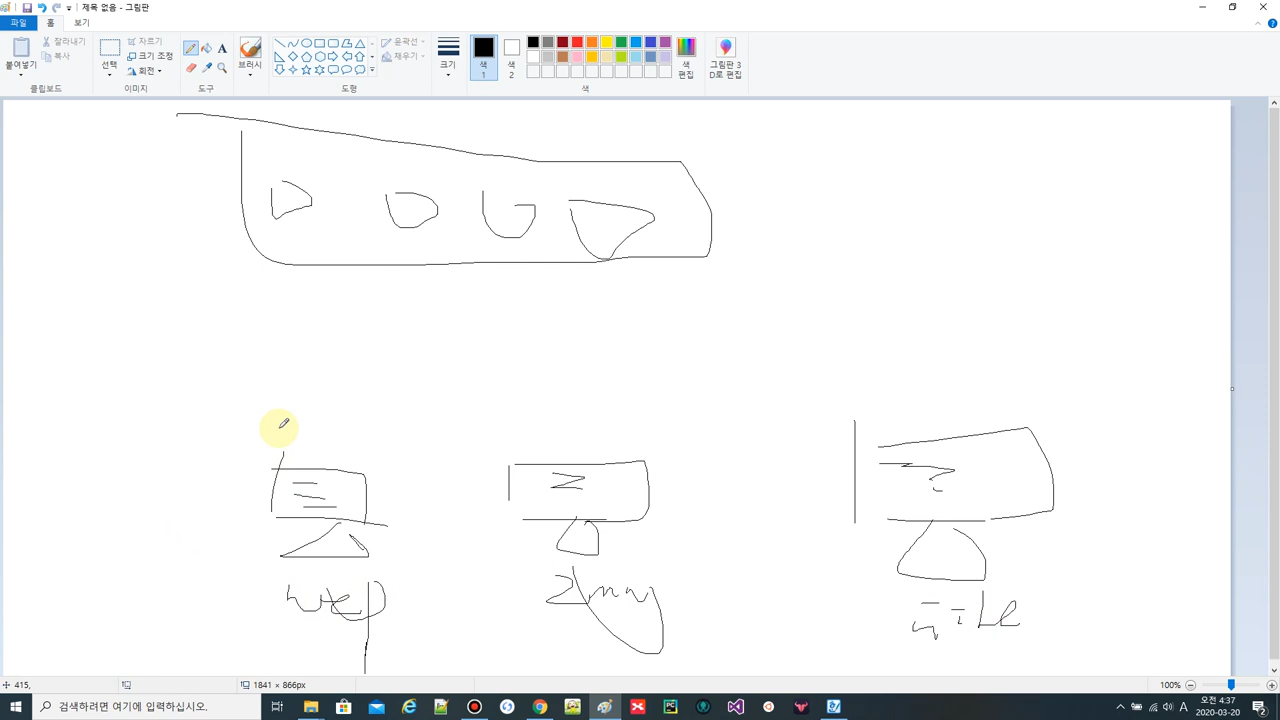 제목 없음 - 그림판
파일 홈 보기
붙여넣기
잘라내기
복사
클립보드
선택
자르기
크기 조정
회전
이미지
A
도구
브러시
윤곽선
채우기
도형
크기
색 1
색 2
색 편집
색
그림판 3D로 편집
415,
1841 × 866px
100%
검색하려면 여기에 입력하십시오.
A
오전 4:37
2020-03-20
2